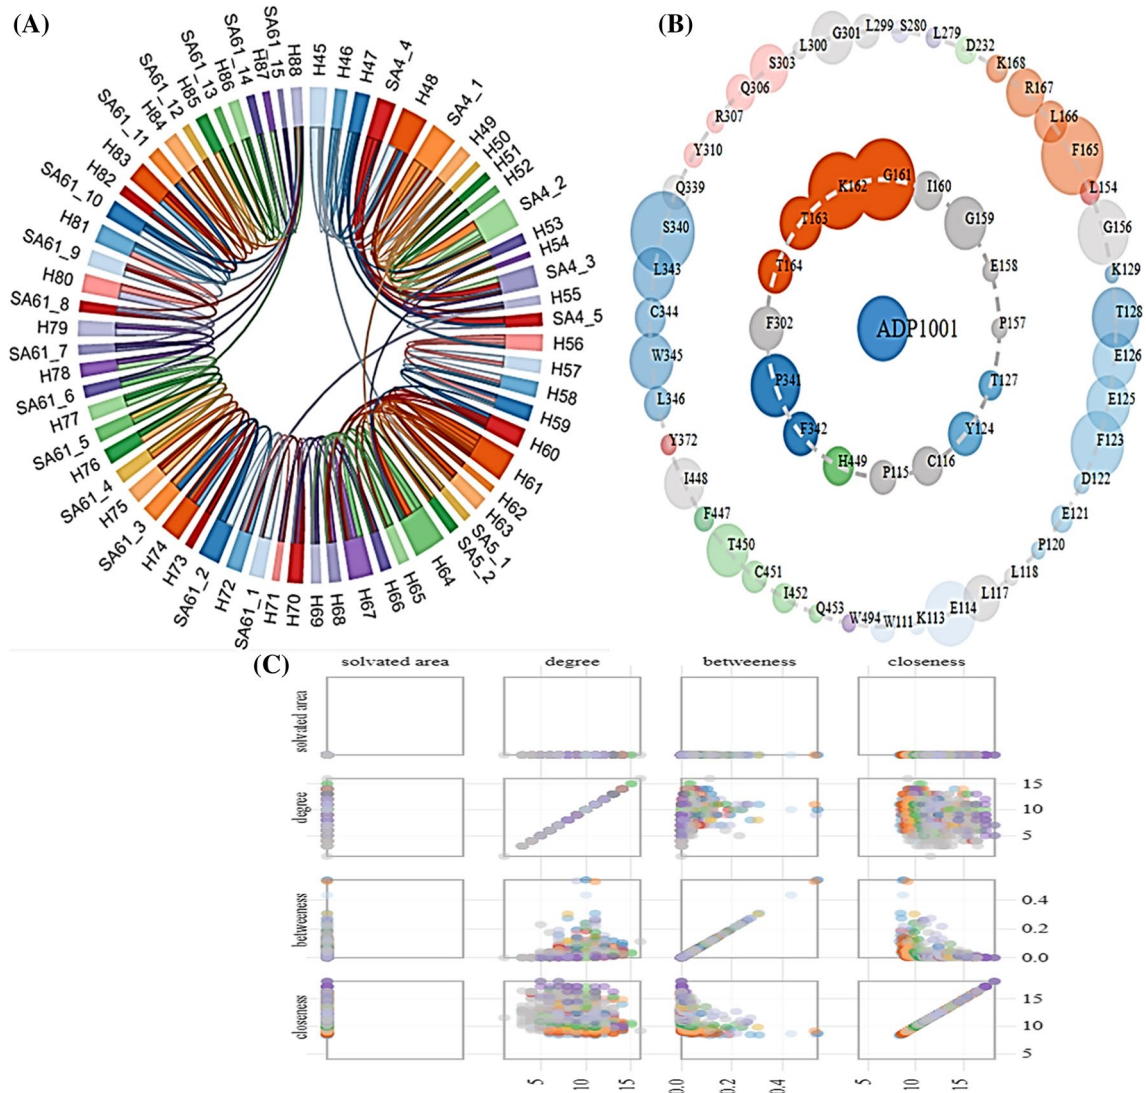 (A)
H45
H46
H47
SA4_4
H48
SA4_1
H49
H50
H51
H52
SA4_2
H53
H54
SA4_3
H55
SA4_5
H56
H57
H58
H59
H60
H61
H62
H63
SA5_1
SA5_2
H64
H65
H66
H67
H68
H69
H70
H71
SA61_1
H72
SA61_2
H73
H74
SA61_3
H75
SA61_4
H76
SA61_5
H77
SA61_6
H78
SA61_7
H79
SA61_8
H80
SA61_9
H81
SA61_10
H82
H83
SA61_11
H84
SA61_12
H85
SA61_13
H86
SA61_14
H87
SA61_15
H88
(B)
L300
G301
L299
S280
L279
D232
K168
R167
L166
F165
L154
G156
K129
T128
E126
E125
F123
D122
E121
P120
L118
L117
E114
K113
W111
W494
Q453
I452
C451
T450
F447
I448
Y372
L346
W345
C344
L343
S340
Q339
Y310
R307
Q306
S303
G161
I160
G159
E158
P157
T127
Y124
C116
P115
H449
F342
P341
F302
T164
T163
K162
ADP1001
(C)
solvated area degree betweeness closeness
solvated area
degree
15
10
5
betweeness
0.4
0.2
0.0
closeness
15
10
5
5 10 15 0.0 0.2 0.4 5 10 15